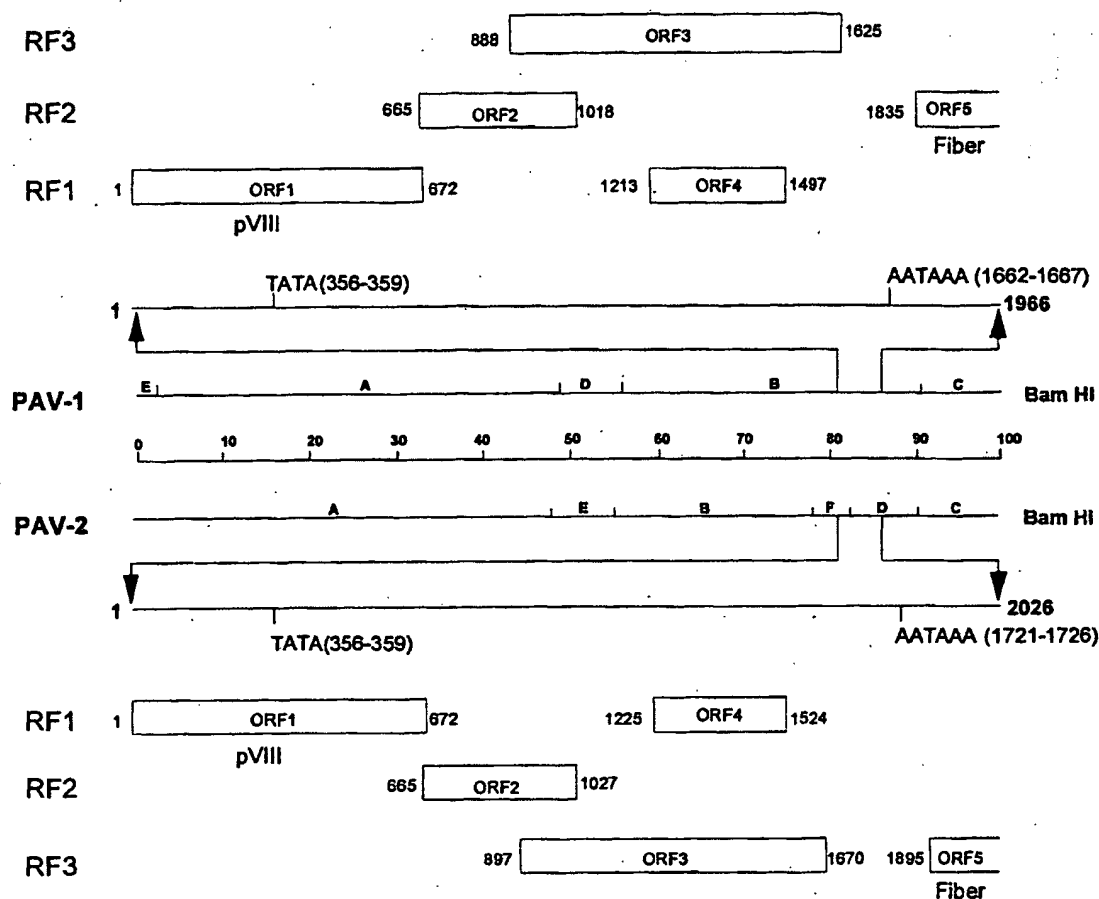 RF3 888 ORF3 1625
RF2 665 ORF2 1018 1835 ORF5
Fiber
RF1 1 ORF1 672 1213 ORF4 1497
pVIII
TATA(356-359) AATAAA (1662-1667)
1 1966
E A D B C
PAV-1 Bam HI
0 10 20 30 40 50 60 70 80 90 100
A E B F D C
PAV-2 Bam HI
1 2026
TATA(356-359) AATAAA (1721-1726)
RF1 1 ORF1 672 1225 ORF4 1524
pVIII
RF2 665 ORF2 1027
RF3 897 ORF3 1670 1895 ORF5
Fiber